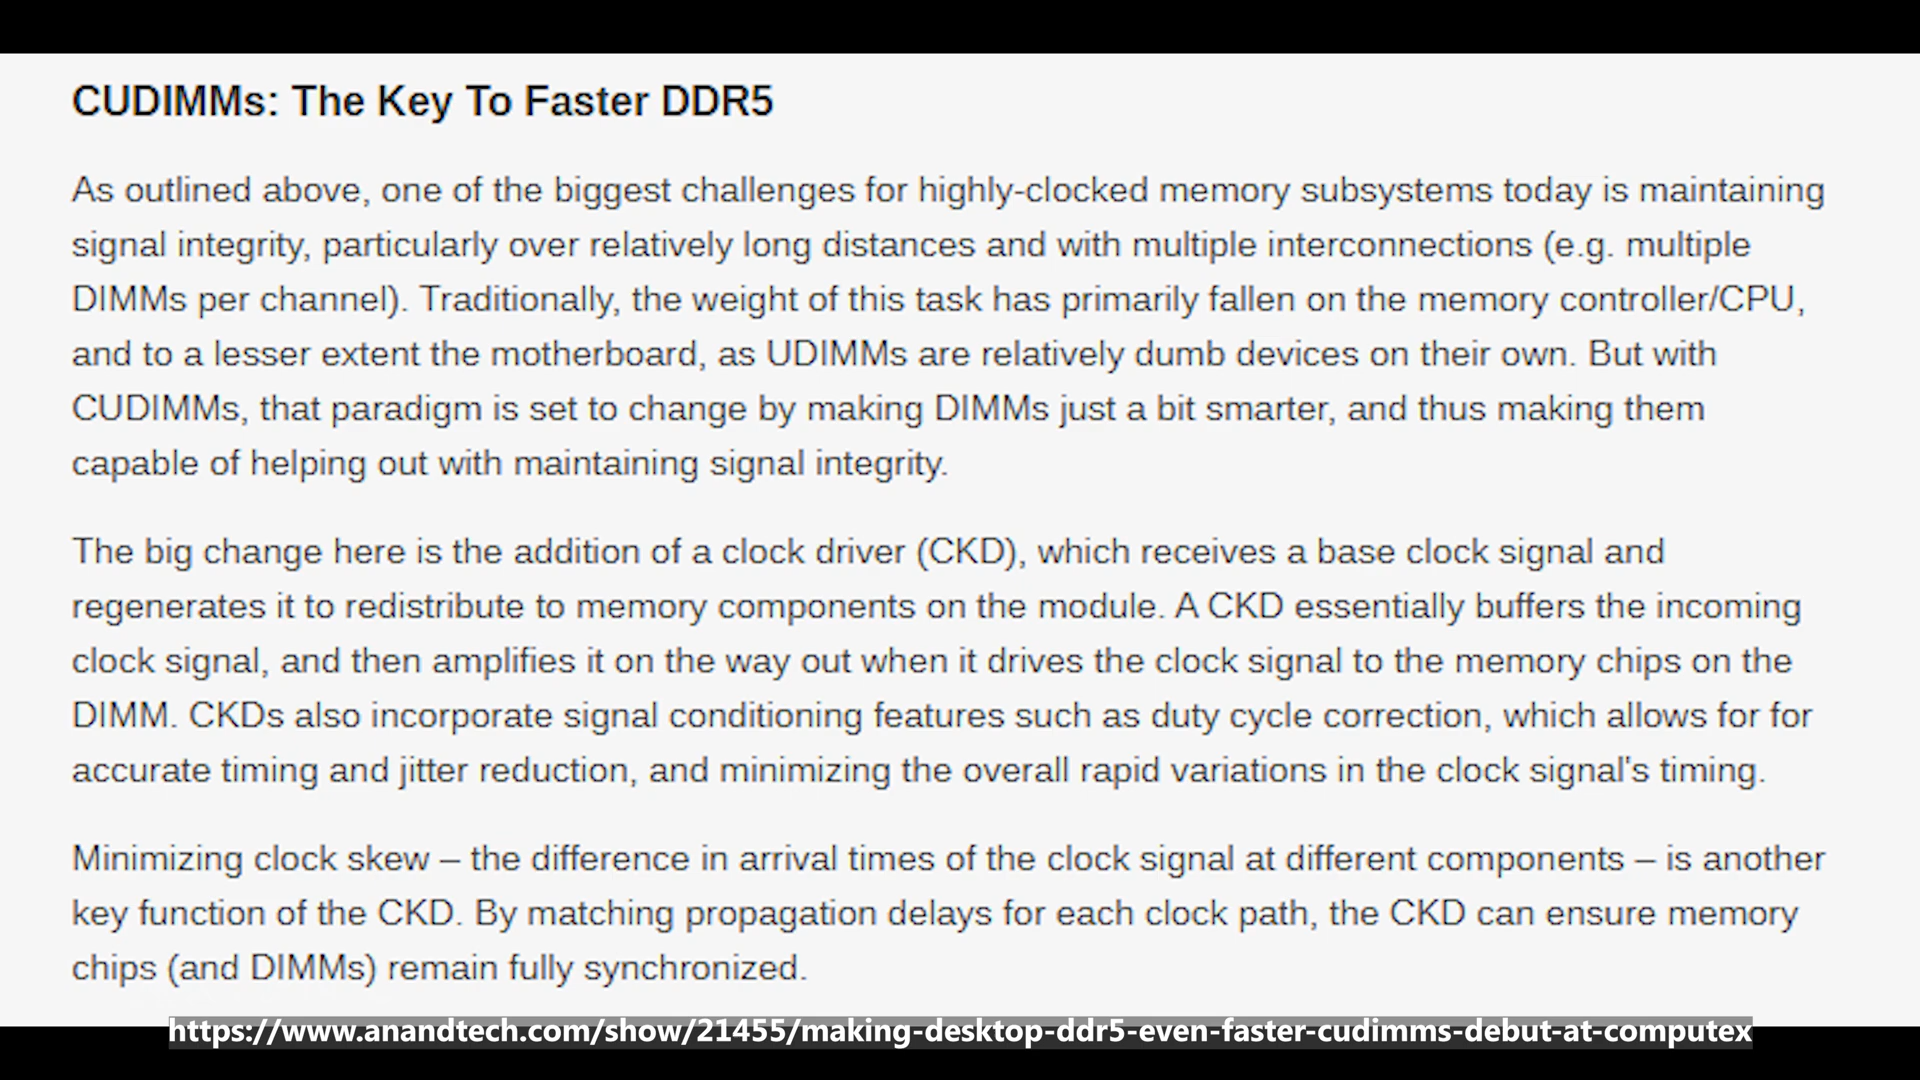 CUDIMMs: The Key To Faster DDR5
As outlined above, one of the biggest challenges for highly-clocked memory subsystems today is maintaining
signal integrity, particularly over relatively long distances and with multiple interconnections (e.g. multiple
DIMMs per channel). Traditionally, the weight of this task has primarily fallen on the memory controller/CPU,
and to a lesser extent the motherboard, as UDIMMs are relatively dumb devices on their own. But with
CUDIMMs, that paradigm is set to change by making DIMMs just a bit smarter, and thus making them
capable of helping out with maintaining signal integrity.
The big change here is the addition of a clock driver (CKD), which receives a base clock signal and
regenerates it to redistribute to memory components on the module. A CKD essentially buffers the incoming
clock signal, and then amplifies it on the way out when it drives the clock signal to the memory chips on the
DIMM. CKDs also incorporate signal conditioning features such as duty cycle correction, which allows for for
accurate timing and jitter reduction, and minimizing the overall rapid variations in the clock signal's timing.
Minimizing clock skew – the difference in arrival times of the clock signal at different components – is another
key function of the CKD. By matching propagation delays for each clock path, the CKD can ensure memory
chips (and DIMMs) remain fully synchronized.
https://www.anandtech.com/show/21455/making-desktop-ddr5-even-faster-cudimms-debut-at-computex